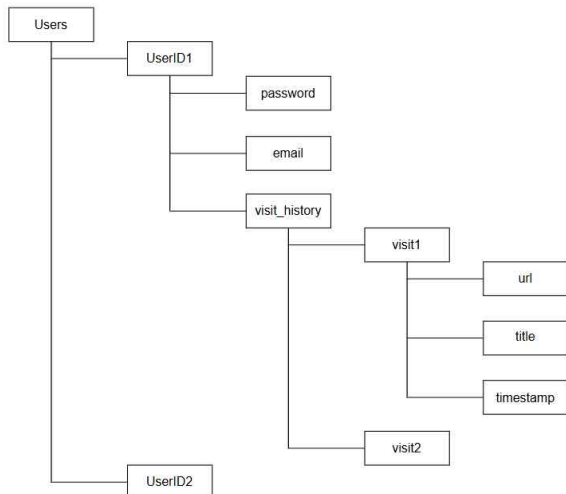 Users
UserID1
password
email
visit_history
visit1
url
title
timestamp
visit2
UserID2